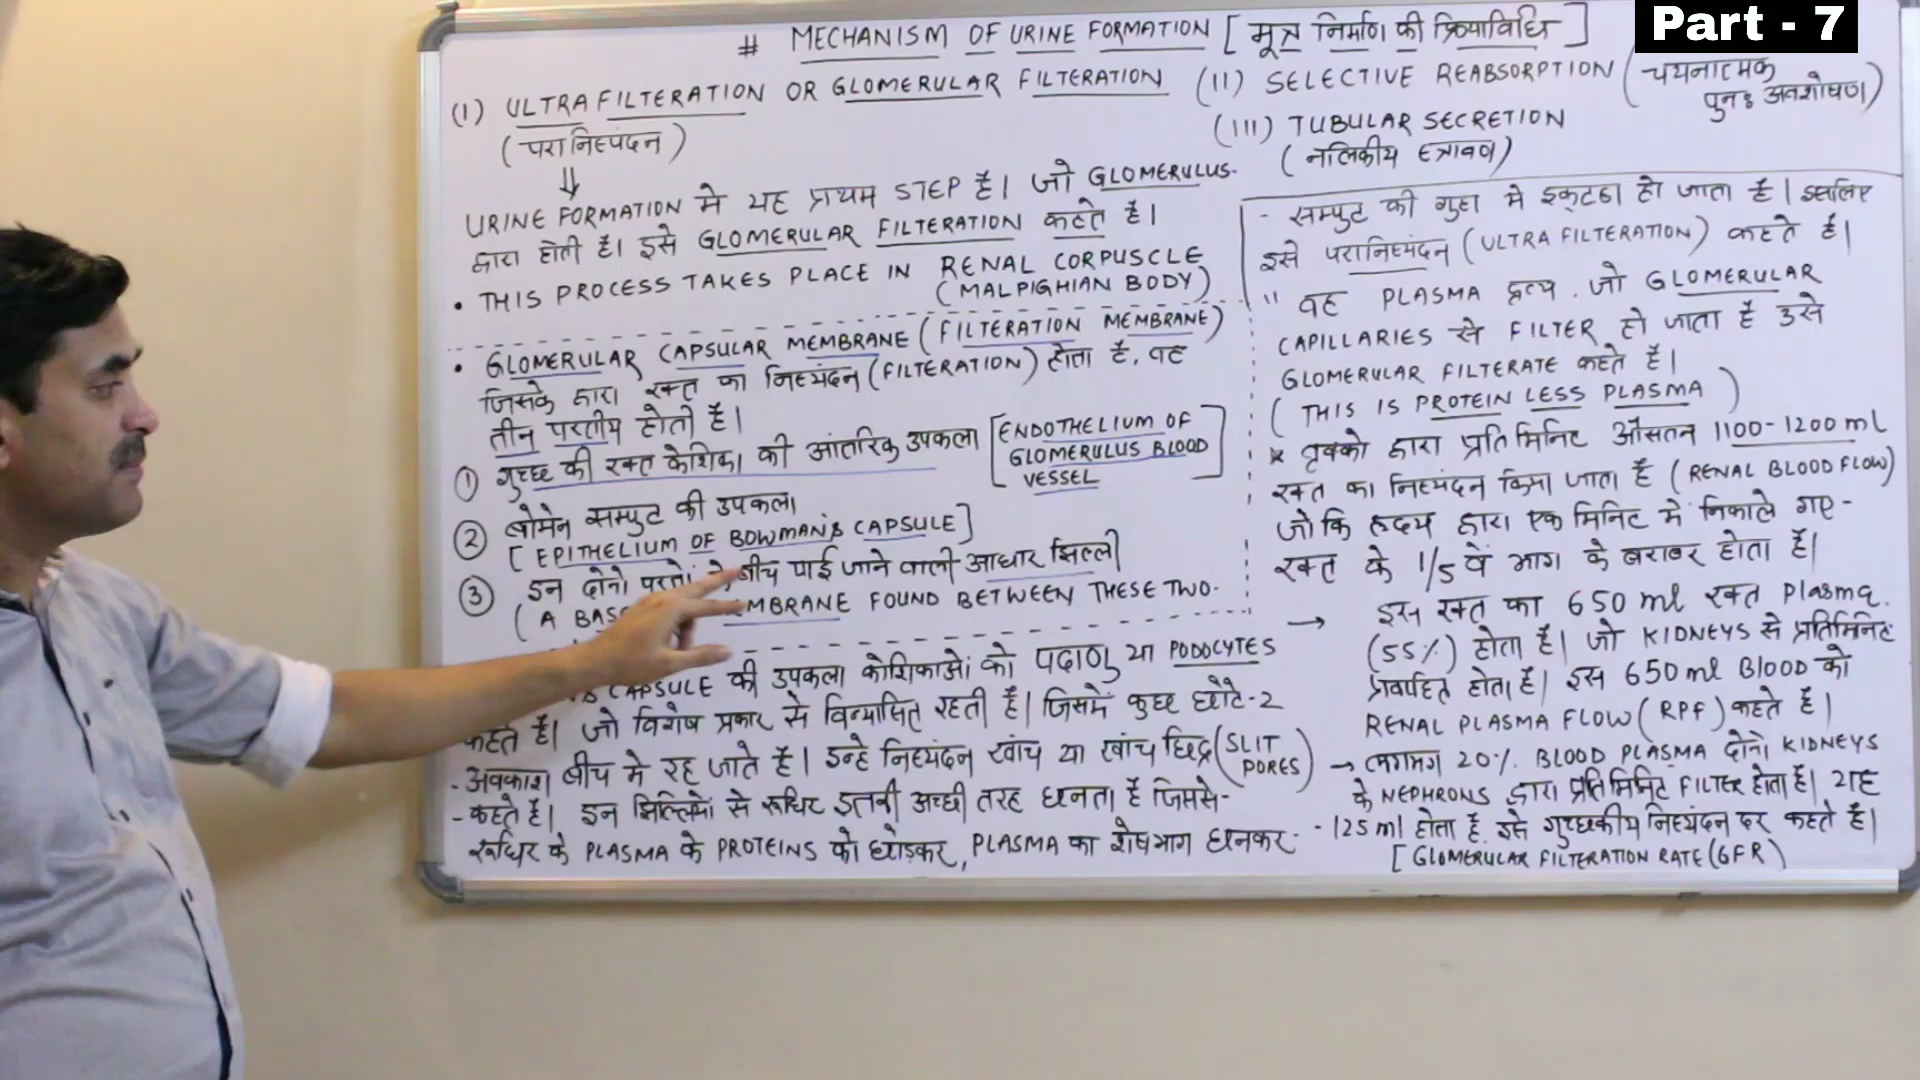 Part - 7
# MECHANISM OF URINE FORMATION [ मूत्र निर्माण की क्रियाविधि ]
(I) ULTRA FILTERATION OR GLOMERULAR FILTERATION
(परानिष्पंदन)
(II) SELECTIVE REABSORPTION (चयनात्मक पुनः अवशोषण)
(III) TUBULAR SECRETION
(नलिकीय स्त्रावण)
⇓
URINE FORMATION मे यह प्राथम STEP है। जो GLOMERULUS-
द्वारा होती है। इसे GLOMERULAR FILTERATION कहते है।
• THIS PROCESS TAKES PLACE IN RENAL CORPUSCLE
(MALPIGHIAN BODY)
• GLOMERULAR CAPSULAR MEMBRANE (FILTERATION MEMBRANE)
जिसके द्वारा रक्त का निष्यंदन (FILTERATION) होता है, वह
तीन परतीय होती है।
① गुच्छ की रक्त केशिका की आंतरिक उपकला [ENDOTHELIUM OF
GLOMERULUS BLOOD
VESSEL]
② बोमेन सम्पुट की उपकला
[EPITHELIUM OF BOWMAN'S CAPSULE]
③ इन दोनो परतो बीच पाई जाने वाली आधार झिल्ली
(A MBRANE FOUND BETWEEN THESE TWO-
CAPSULE की उपकला कोशिकाओं को पदाणु या PODOCYTES
कहते है। जो विशेष प्रकार से विन्यासित रहती है। जिसमें कुछ छोटे-2
- अवकाश बीच मे रह जाते है। इन्हे निष्यंदन खांच या खांच छिद्र (SLIT PORES)
- कहते है। इन झिल्लियों से रूधिर इतनी अच्छी तरह छनता है जिससे-
रूधिर के PLASMA के PROTEINS को छोड़कर, PLASMA का शेषभाग छनकर -
- सम्पुट की गुहा मे इकट्ठा हो जाता है। इसलिए
इसे परानिष्यंदन (ULTRA FILTERATION) कहते है।
" वह PLASMA द्रव्य जो GLOMERULAR
CAPILLARIES से FILTER हो जाता है उसे
GLOMERULAR FILTERATE कहते है।
(THIS IS PROTEIN LESS PLASMA)
* वृक्को द्वारा प्रति मिनिट औसतन 1100-1200 ml
रक्त का निष्यंदन किया जाता है (RENAL BLOOD FLOW)
जो कि हृदय द्वारा एक मिनिट मे निकाले गए-
रक्त के 1/5 वें भाग के बराबर होता है।
→ इस रक्त का 650 ml रक्त Plasma
(55%) होता है। जो KIDNEYS से प्रतिमिनिट
प्रवाहित होता है। इस 650 ml BLOOD को
RENAL PLASMA FLOW (RPF) कहते है।
→ लगभग 20% BLOOD PLASMA दोनो KIDNEYS
के NEPHRONS द्वारा प्रति मिनिट FILTER होता है। यह
- 125 ml होता है. इसे गुच्छकीय निष्यंदन दर कहते है।
[GLOMERULAR FILTERATION RATE (GFR)